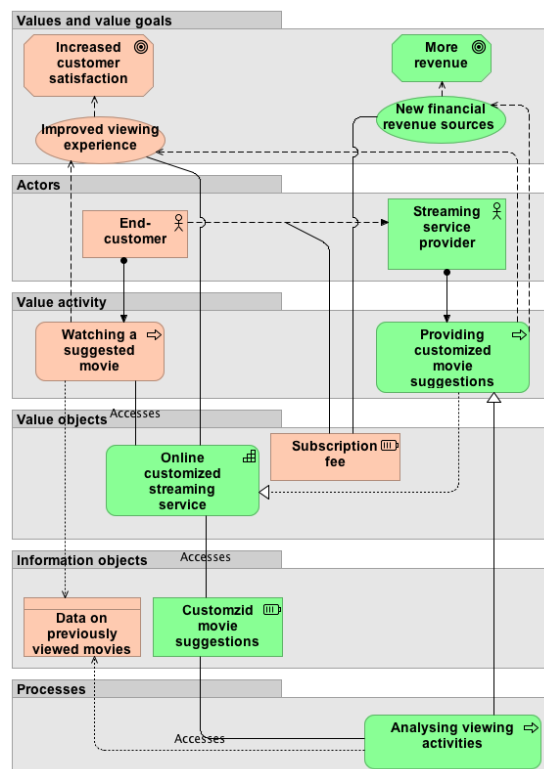 Values and value goals
Increased
customer
satisfaction
More
revenue
Improved viewing
experience
New financial
revenue sources
Actors
End-
customer
Streaming
service
provider
Value activity
Watching a
suggested
movie
Providing
customized
movie
suggestions
Accesses
Value objects
Online
customized
streaming
service
Subscription
fee
Accesses
Information objects
Data on
previously
viewed movies
Customzid
movie
suggestions
Processes
Accesses
Analysing viewing
activities